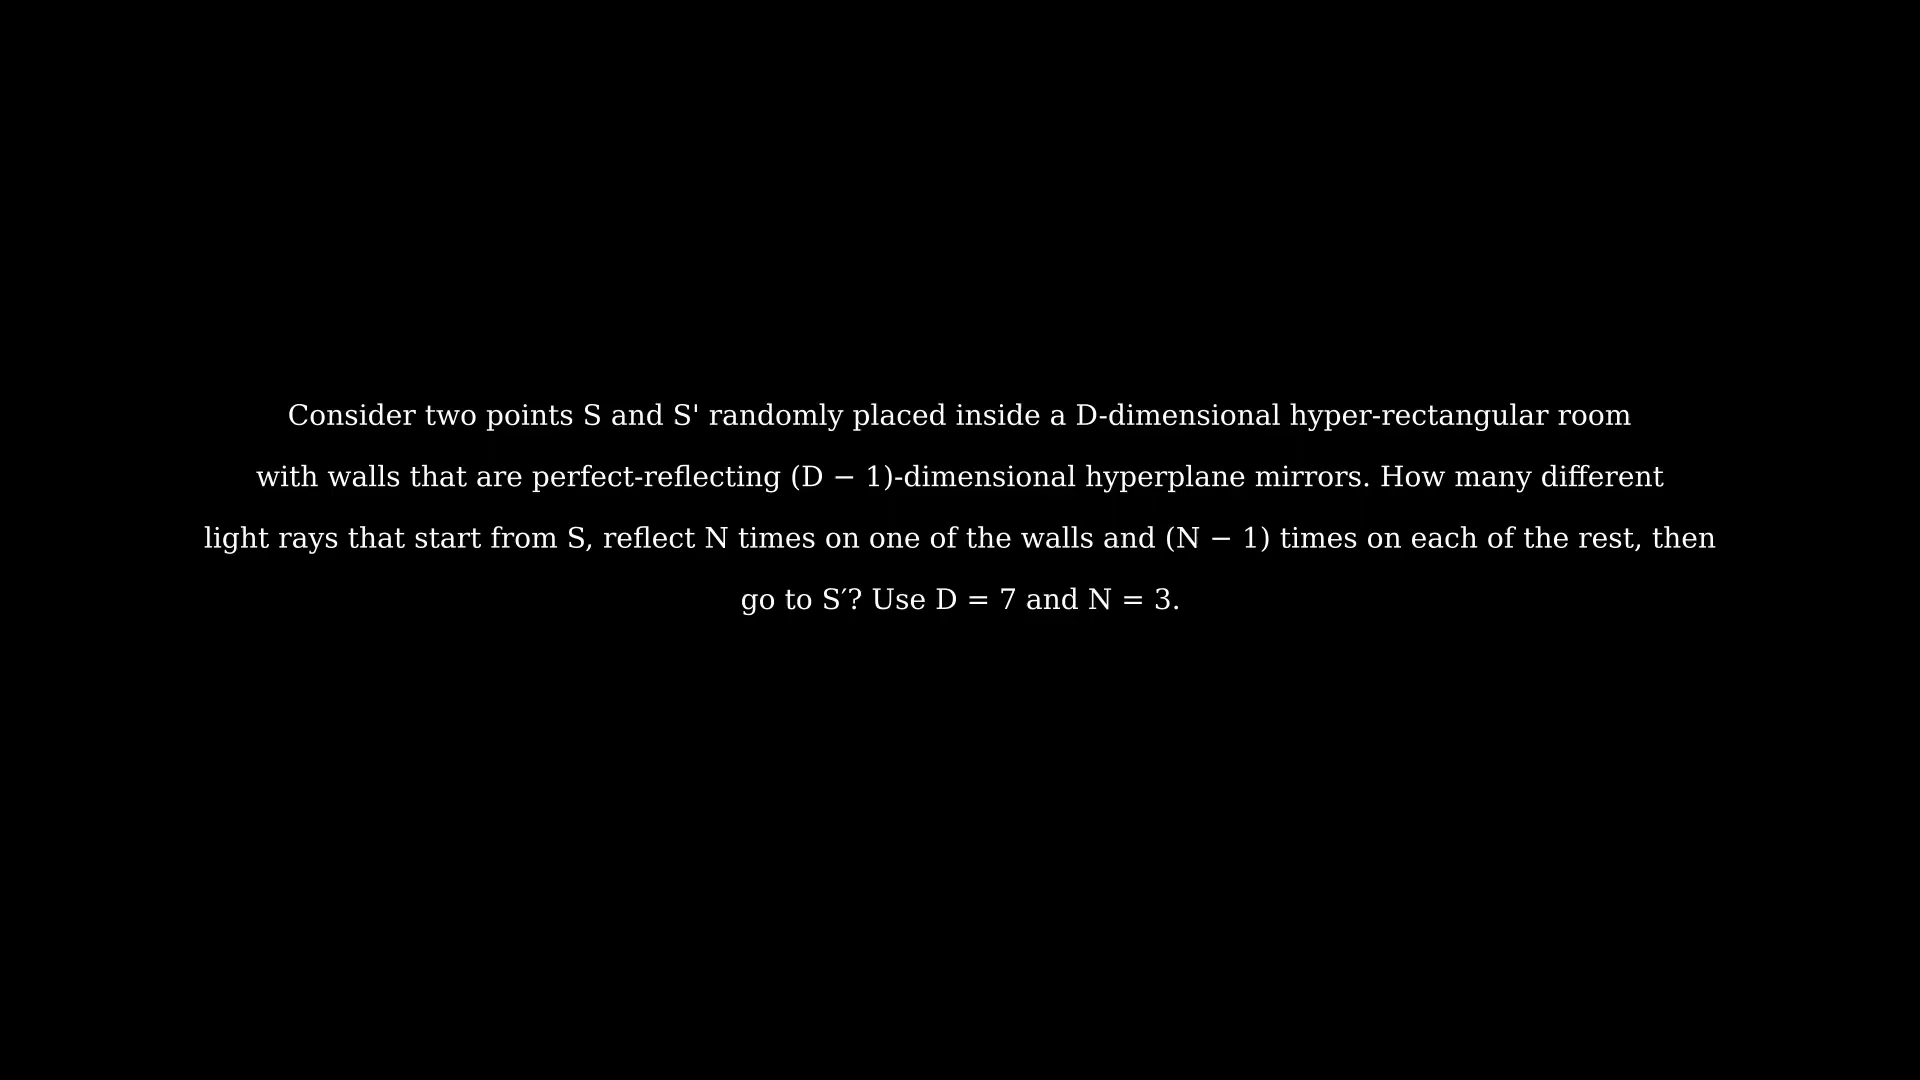 Consider two points S and S' randomly placed inside a D-dimensional hyper-rectangular room
with walls that are perfect-reflecting (D − 1)-dimensional hyperplane mirrors. How many different
light rays that start from S, reflect N times on one of the walls and (N − 1) times on each of the rest, then
go to S′? Use D = 7 and N = 3.